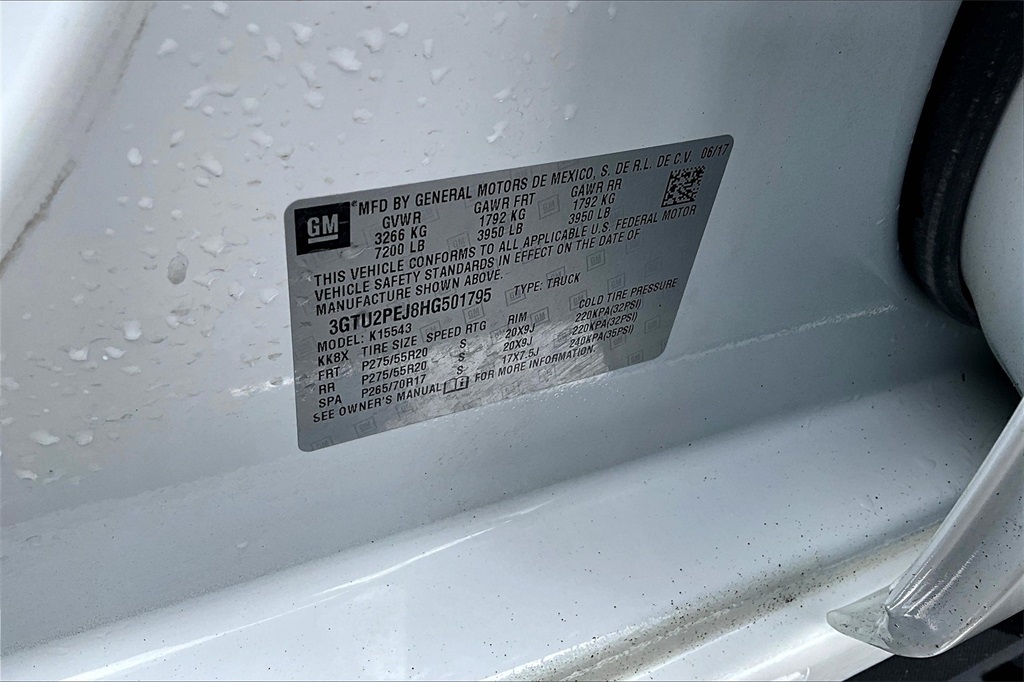 GM
®MFD BY GENERAL MOTORS DE MEXICO, S. DE R.L. DE C.V. 06/17
GVWR GAWR FRT GAWR RR
3266 KG 1792 KG 1792 KG
7200 LB 3950 LB 3950 LB
THIS VEHICLE CONFORMS TO ALL APPLICABLE U.S. FEDERAL MOTOR
VEHICLE SAFETY STANDARDS IN EFFECT ON THE DATE OF
MANUFACTURE SHOWN ABOVE.
3GTU2PEJ8HG501795 TYPE: TRUCK
MODEL: K15543
KK8X TIRE SIZE SPEED RTG RIM COLD TIRE PRESSURE
FRT P275/55R20 S 20X9J 220KPA(32PSI)
RR P275/55R20 S 20X9J 220KPA(32PSI)
SPA P265/70R17 S 17X7.5J 240KPA(35PSI)
SEE OWNER'S MANUAL FOR MORE INFORMATION.